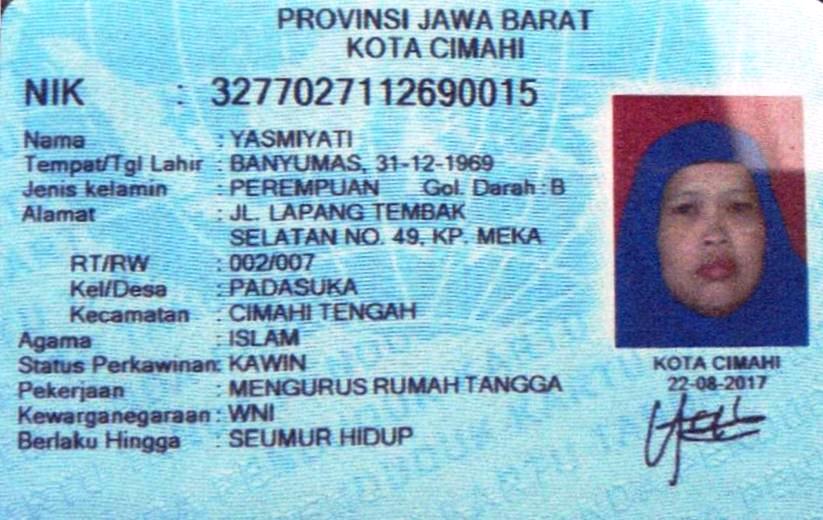 PROVINSI JAWA BARAT
KOTA CIMAHI
NIK : 3277027112690015
Nama : YASMIYATI
Tempat/Tgl Lahir : BANYUMAS, 31-12-1969
Jenis kelamin : PEREMPUAN Gol. Darah : B
Alamat : JL. LAPANG TEMBAK
SELATAN NO. 49, KP. MEKA
RT/RW : 002/007
Kel/Desa : PADASUKA
Kecamatan : CIMAHI TENGAH
Agama : ISLAM
Status Perkawinan: KAWIN
Pekerjaan : MENGURUS RUMAH TANGGA
Kewarganegaraan : WNI
Berlaku Hingga : SEUMUR HIDUP
KOTA CIMAHI
22-08-2017